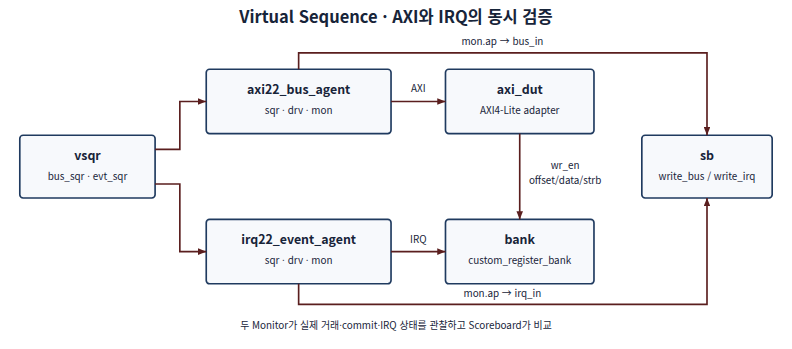 Virtual Sequence · AXI와 IRQ의 동시 검증
mon.ap → bus_in
axi22_bus_agent
sqr · drv · mon
AXI
axi_dut
AXI4-Lite adapter
vsqr
bus_sqr · evt_sqr
wr_en
offset/data/strb
sb
write_bus / write_irq
irq22_event_agent
sqr · drv · mon
IRQ
bank
custom_register_bank
mon.ap → irq_in
두 Monitor가 실제 거래·commit·IRQ 상태를 관찰하고 Scoreboard가 비교